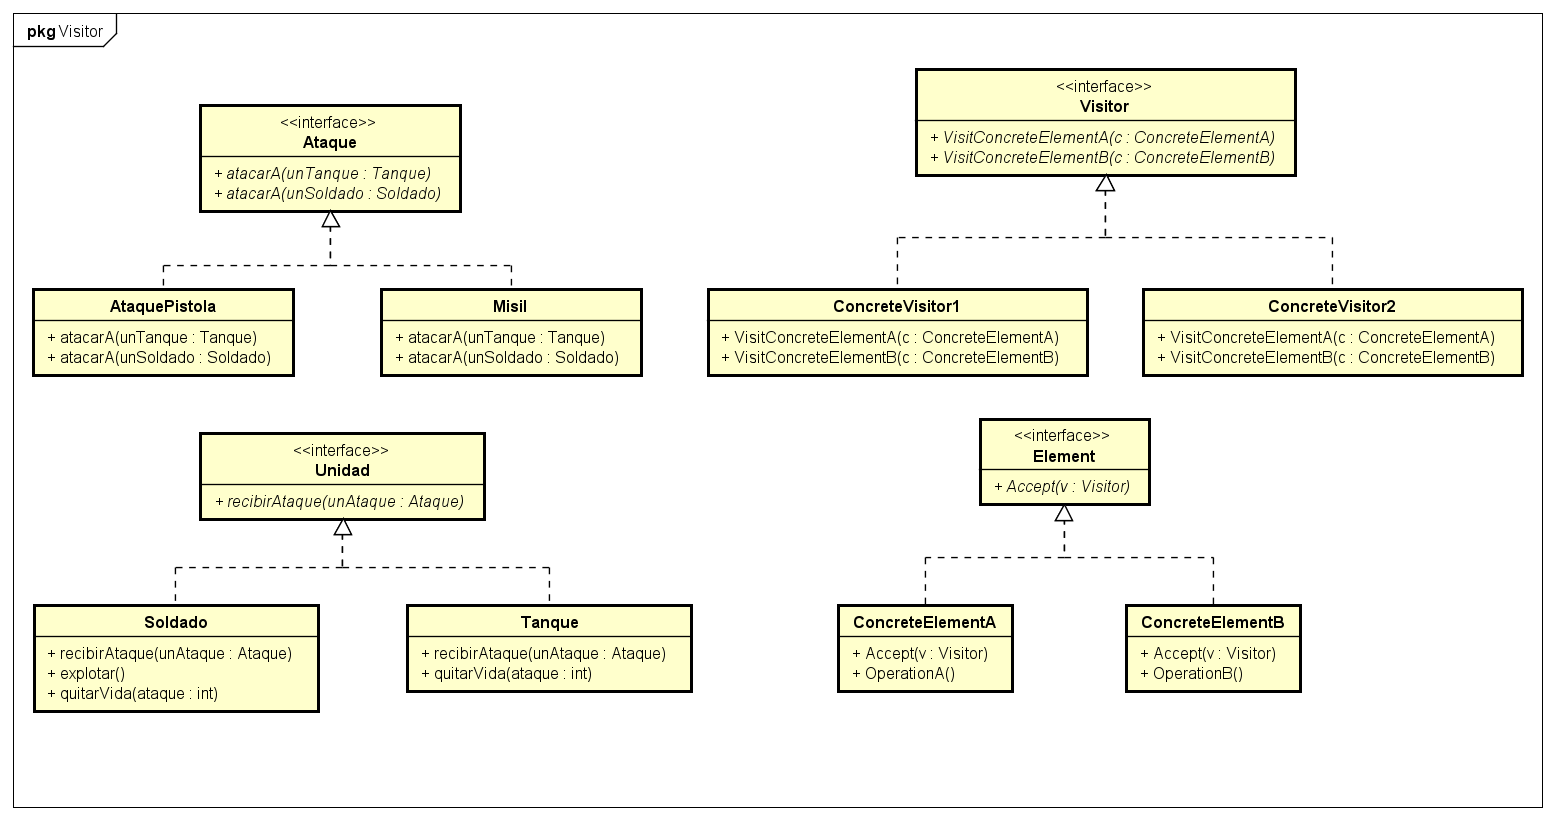 pkg Visitor
<<interface>>
Ataque
+ atacarA(unTanque : Tanque)
+ atacarA(unSoldado : Soldado)
<<interface>>
Visitor
+ VisitConcreteElementA(c : ConcreteElementA)
+ VisitConcreteElementB(c : ConcreteElementB)
AtaquePistola
+ atacarA(unTanque : Tanque)
+ atacarA(unSoldado : Soldado)
Misil
+ atacarA(unTanque : Tanque)
+ atacarA(unSoldado : Soldado)
ConcreteVisitor1
+ VisitConcreteElementA(c : ConcreteElementA)
+ VisitConcreteElementB(c : ConcreteElementB)
ConcreteVisitor2
+ VisitConcreteElementA(c : ConcreteElementA)
+ VisitConcreteElementB(c : ConcreteElementB)
<<interface>>
Unidad
+ recibirAtaque(unAtaque : Ataque)
<<interface>>
Element
+ Accept(v : Visitor)
Soldado
+ recibirAtaque(unAtaque : Ataque)
+ explotar()
+ quitarVida(ataque : int)
Tanque
+ recibirAtaque(unAtaque : Ataque)
+ quitarVida(ataque : int)
ConcreteElementA
+ Accept(v : Visitor)
+ OperationA()
ConcreteElementB
+ Accept(v : Visitor)
+ OperationB()